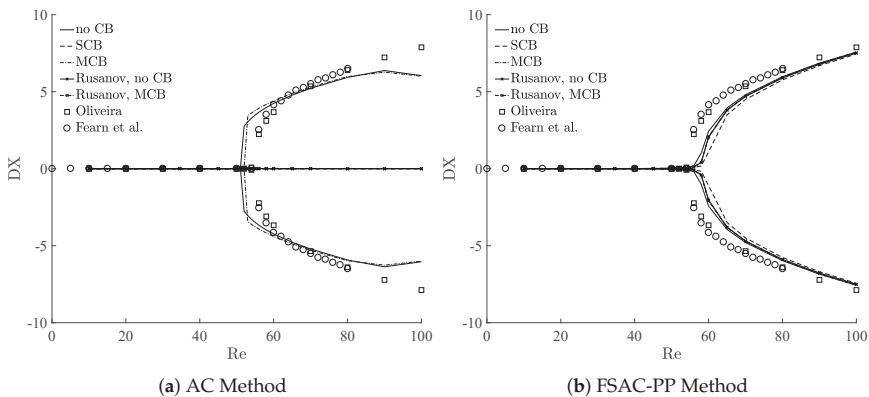 10
5
0
-5
-10
DX
0
20
40
60
80
100
Re
no CB
SCB
MCB
Rusanov, no CB
Rusanov, MCB
Oliveira
Fearn et al.
(a) AC Method
10
5
0
-5
-10
DX
0
20
40
60
80
100
Re
no CB
SCB
MCB
Rusanov, no CB
Rusanov, MCB
Oliveira
Fearn et al.
(b) FSAC-PP Method